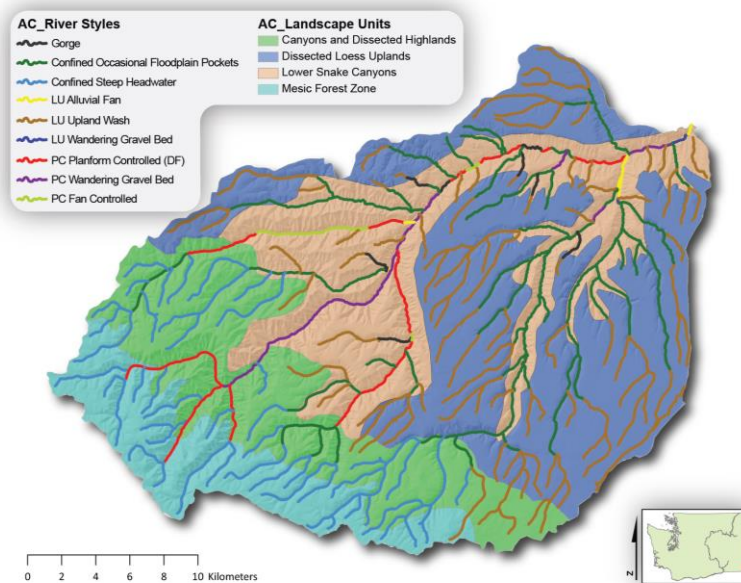 AC_River Styles
Gorge
Confined Occasional Floodplain Pockets
Confined Steep Headwater
LU Alluvial Fan
LU Upland Wash
LU Wandering Gravel Bed
PC Planform Controlled (DF)
PC Wandering Gravel Bed
PC Fan Controlled
AC_Landscape Units
Canyons and Dissected Highlands
Dissected Loess Uplands
Lower Snake Canyons
Mesic Forest Zone
0 2 4 6 8 10 Kilometers
N